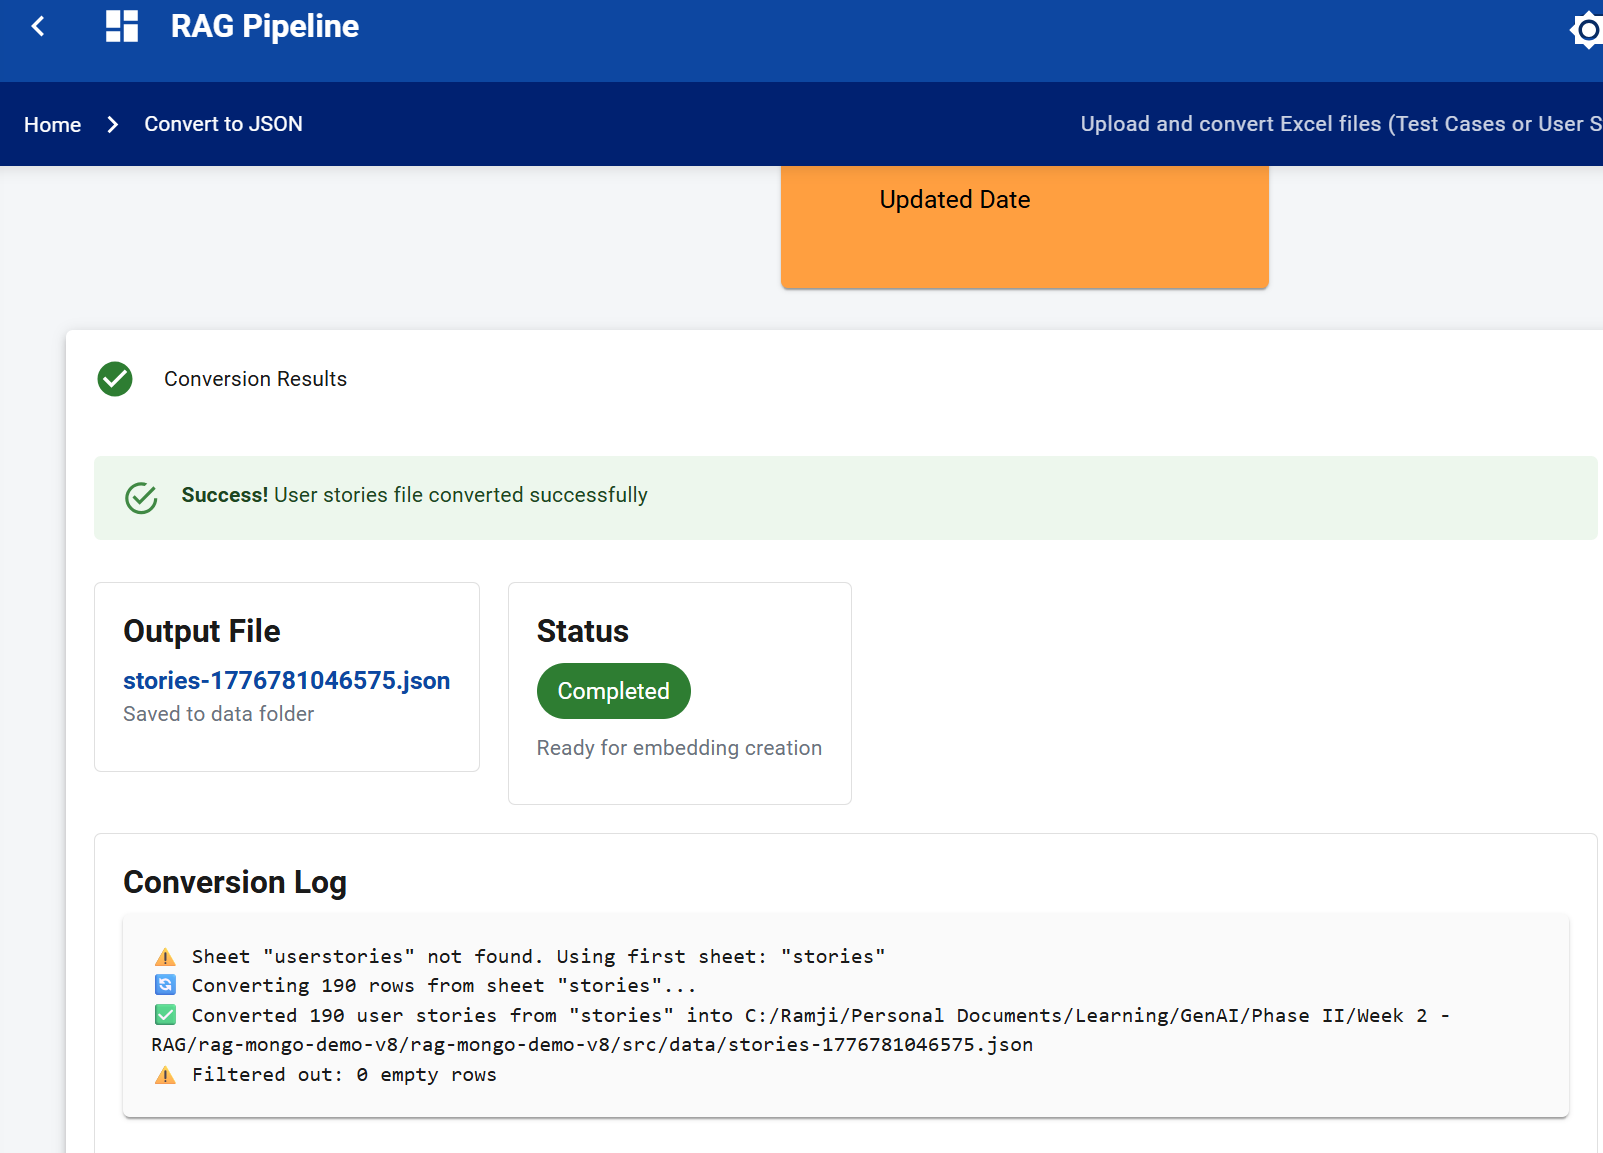 RAG Pipeline
Home
Convert to JSON
Upload and convert Excel files (Test Cases or User S
Updated Date
Conversion Results
Success! User stories file converted successfully
Output File
stories-1776781046575.json
Saved to data folder
Status
Completed
Ready for embedding creation
Conversion Log
Sheet "userstories" not found. Using first sheet: "stories"
Converting 190 rows from sheet "stories"...
Converted 190 user stories from "stories" into C:/Ramji/Personal Documents/Learning/GenAI/Phase II/Week 2 -
RAG/rag-mongo-demo-v8/rag-mongo-demo-v8/src/data/stories-1776781046575.json
Filtered out: 0 empty rows